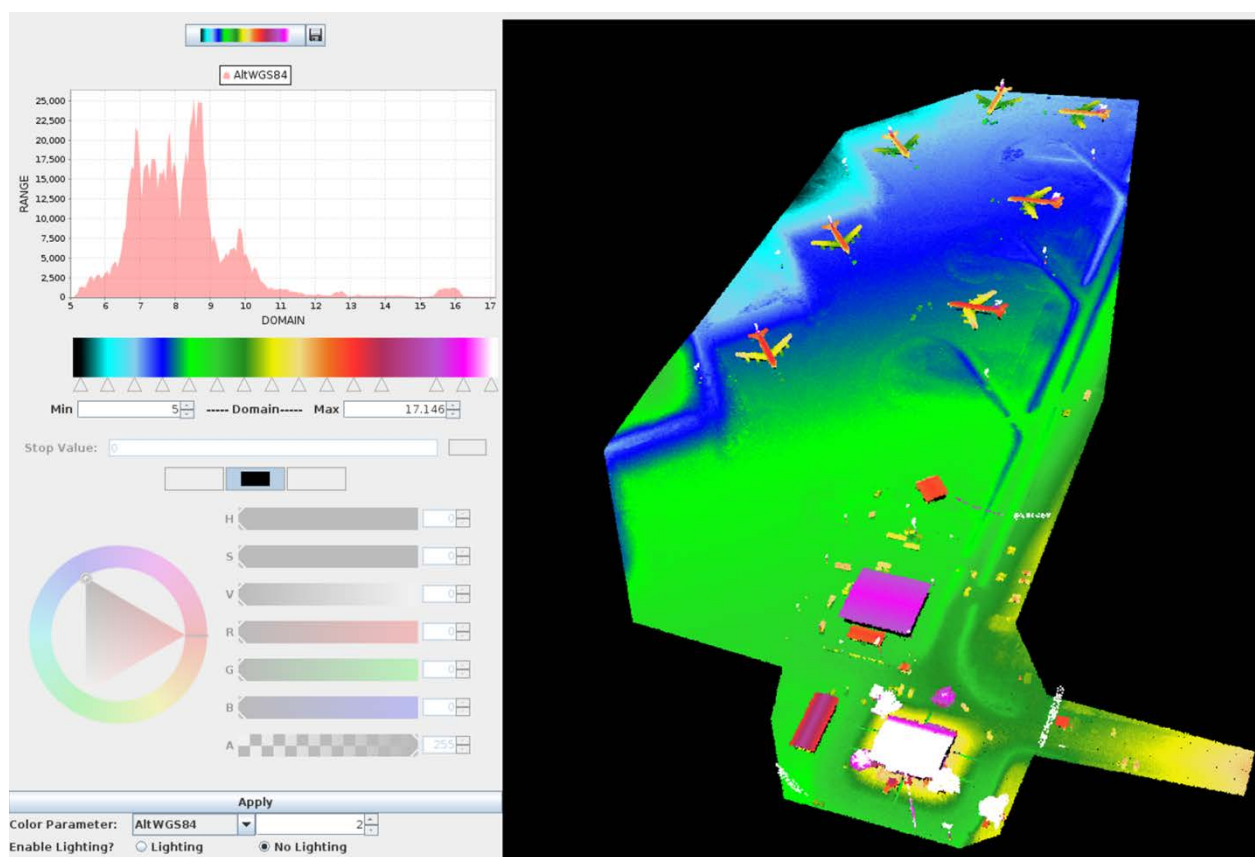 AltWGS84
25,000
22,500
20,000
17,500
15,000
12,500
10,000
7,500
5,000
2,500
0
RANGE
5 6 7 8 9 10 11 12 13 14 15 16 17
DOMAIN
Min 5 ----- Domain----- Max 17.146
Stop Value: 0
H 0
S 0
V 0
R 0
G 0
B 0
A 255
Apply
Color Parameter: AltWGS84 2
Enable Lighting? Lighting No Lighting